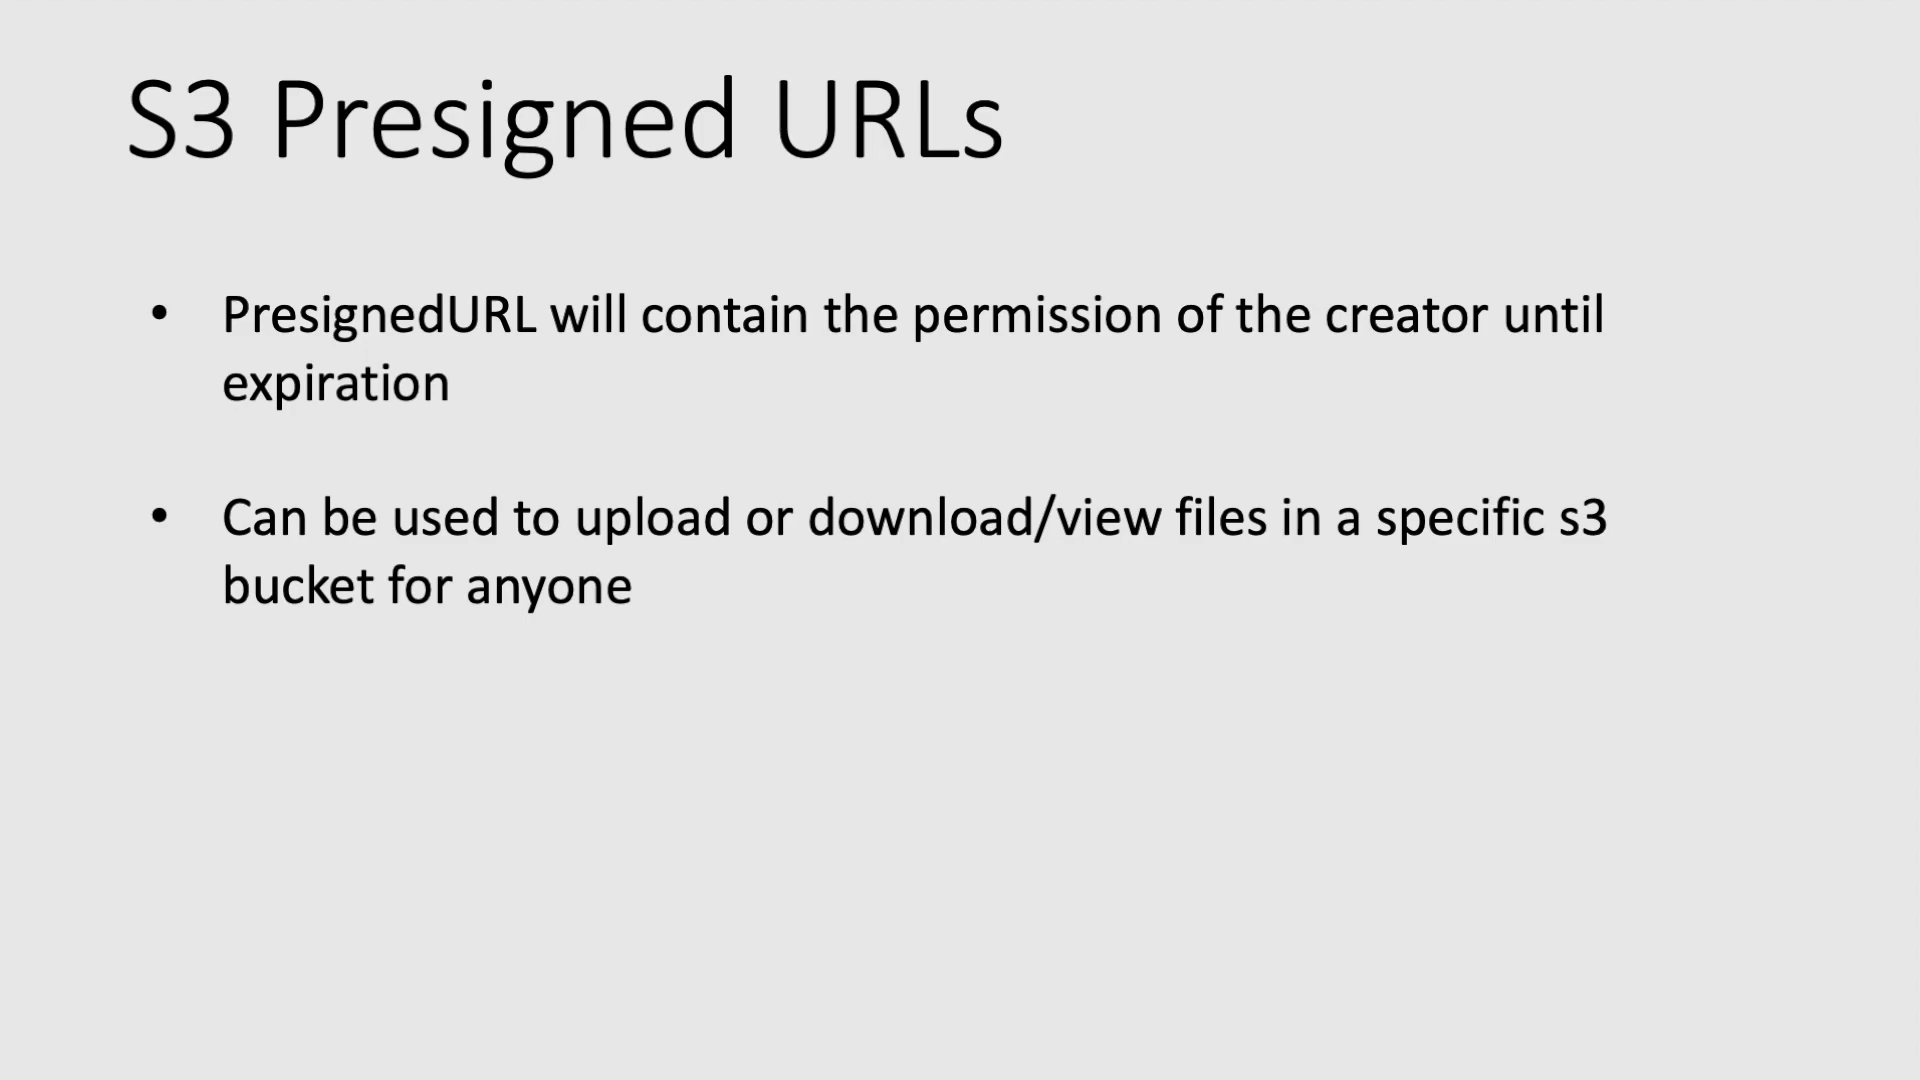 S3 Presigned URLs
• PresignedURL will contain the permission of the creator until
expiration
• Can be used to upload or download/view files in a specific s3
bucket for anyone